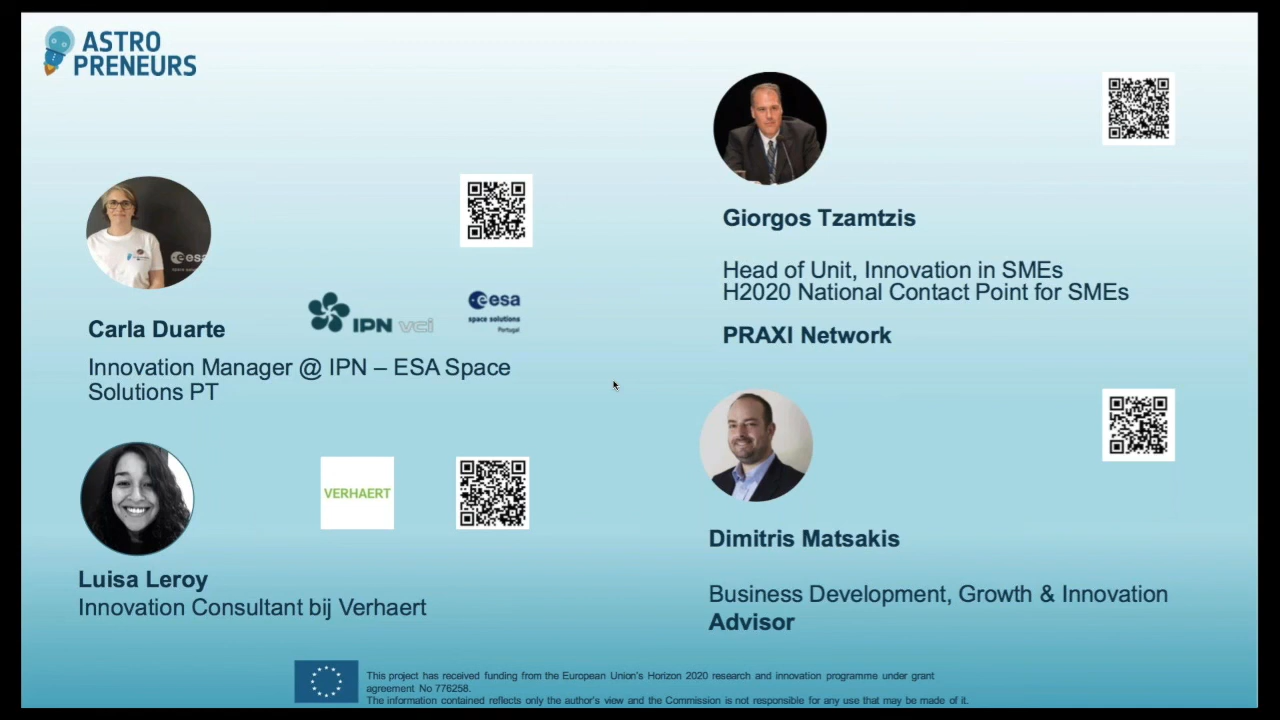 ASTRO
PRENEURS
esa
Carla Duarte
IPN vci
esa
space solutions
Portugal
Innovation Manager @ IPN – ESA Space
Solutions PT
VERHAERT
Luisa Leroy
Innovation Consultant bij Verhaert
Giorgos Tzamtzis
Head of Unit, Innovation in SMEs
H2020 National Contact Point for SMEs
PRAXI Network
Dimitris Matsakis
Business Development, Growth & Innovation
Advisor
This project has received funding from the European Union's Horizon 2020 research and innovation programme under grant
agreement No 776258.
The information contained reflects only the author's view and the Commission is not responsible for any use that may be made of it.